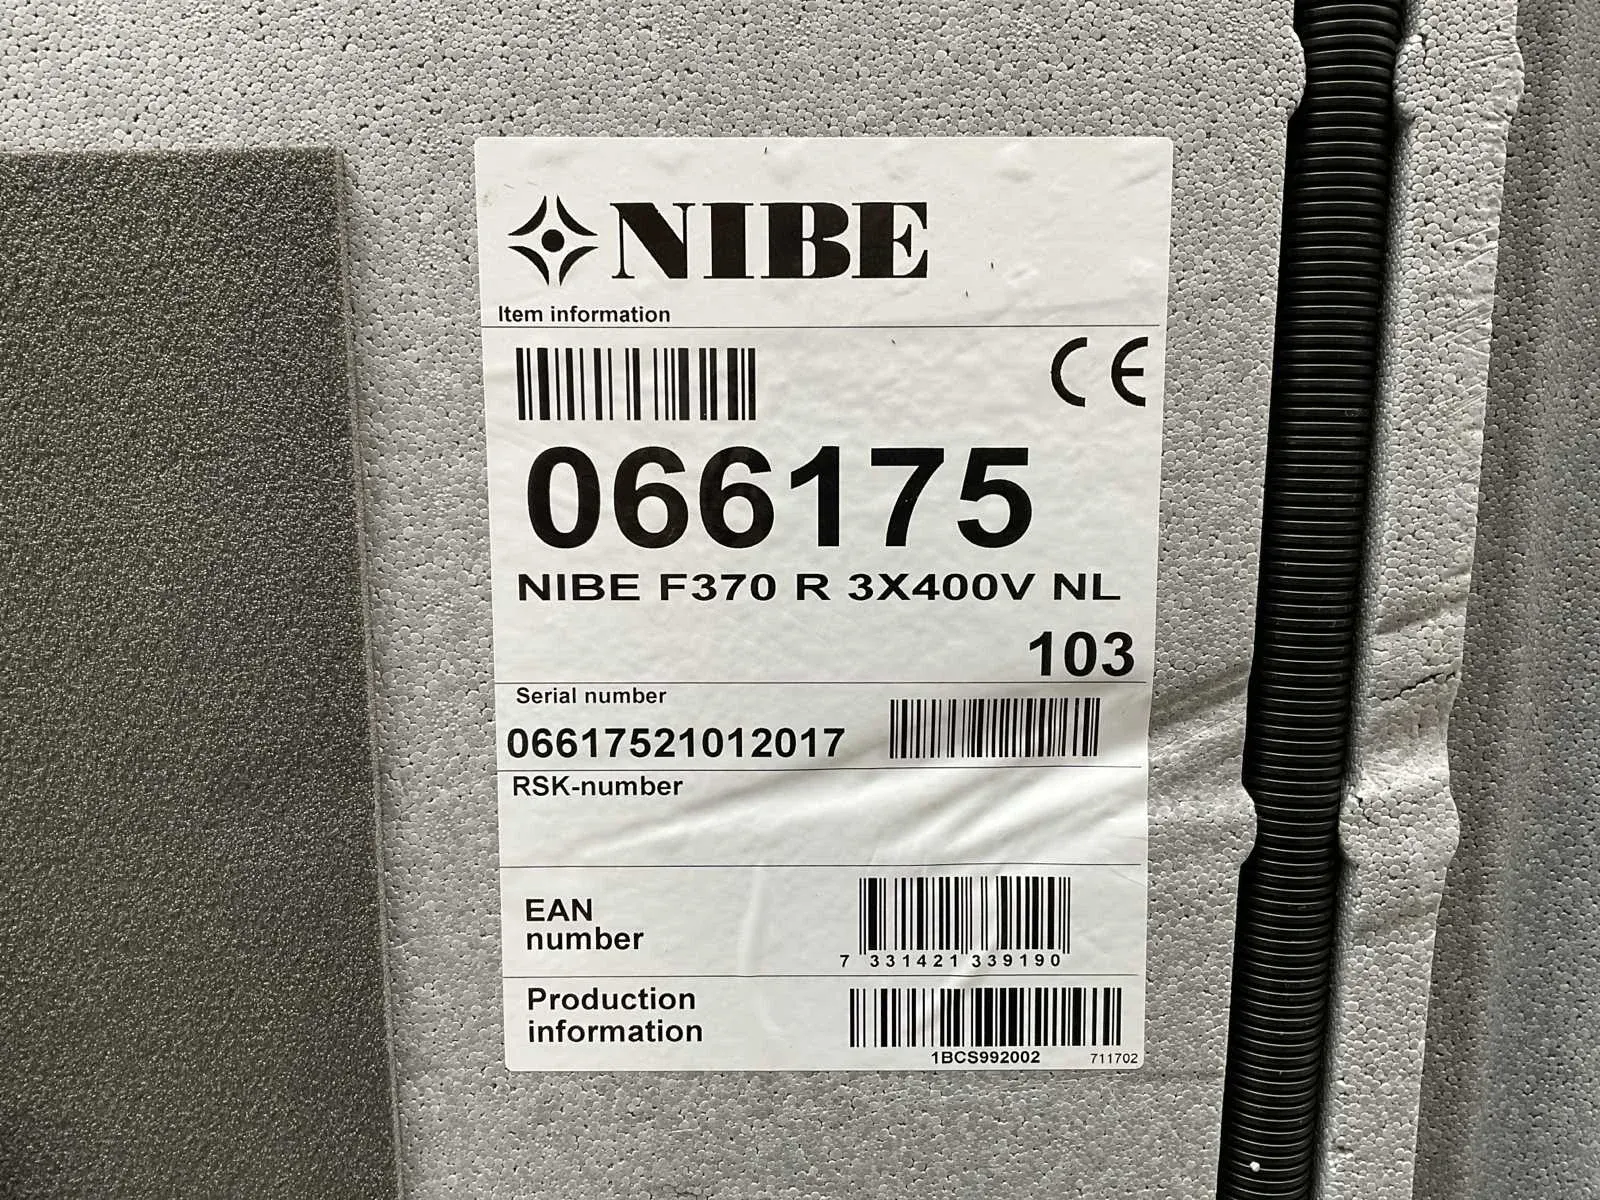 NIBE
Item information
CE
066175
NIBE F370 R 3X400V NL
103
Serial number
06617521012017
RSK-number
EAN
number
7 331421 339190
Production
information
1BCS992002
711702